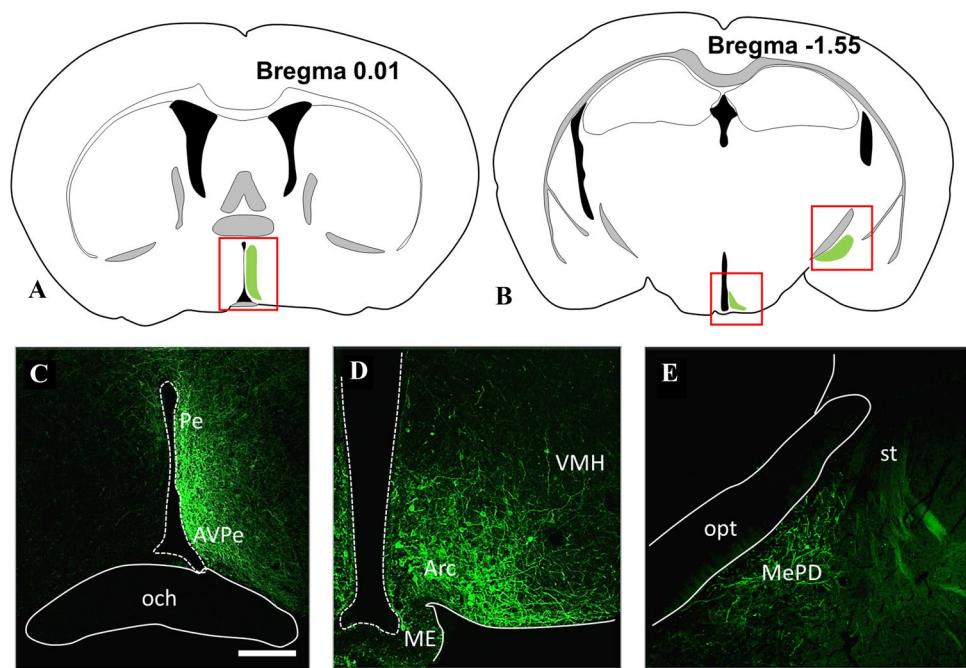 Bregma 0.01
Bregma -1.55
A
B
C
Pe
AVPe
och
D
VMH
Arc
ME
E
st
opt
MePD